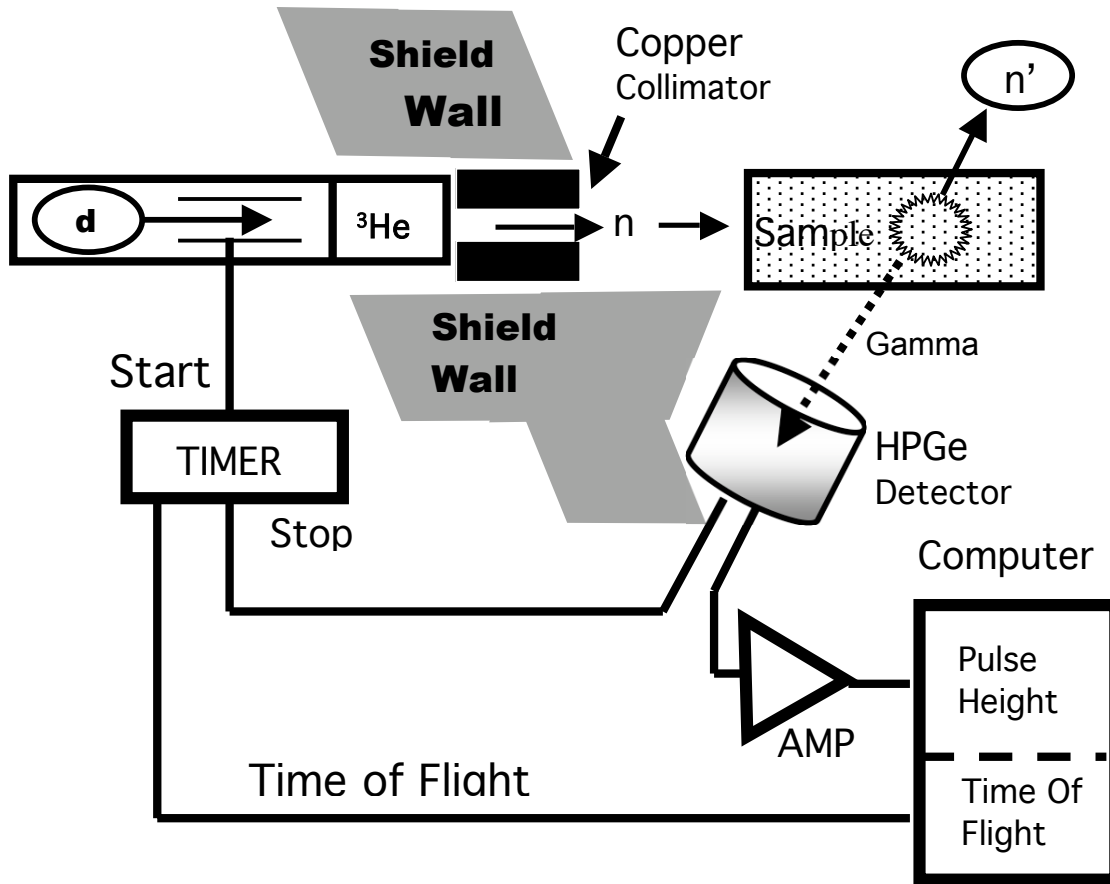 Shield
Wall
Copper
Collimator
n'
d
³He
n
Sample
Shield
Wall
Gamma
Start
HPGe
Detector
TIMER
Stop
Computer
Pulse
Height
AMP
Time of Flight
Time Of
Flight